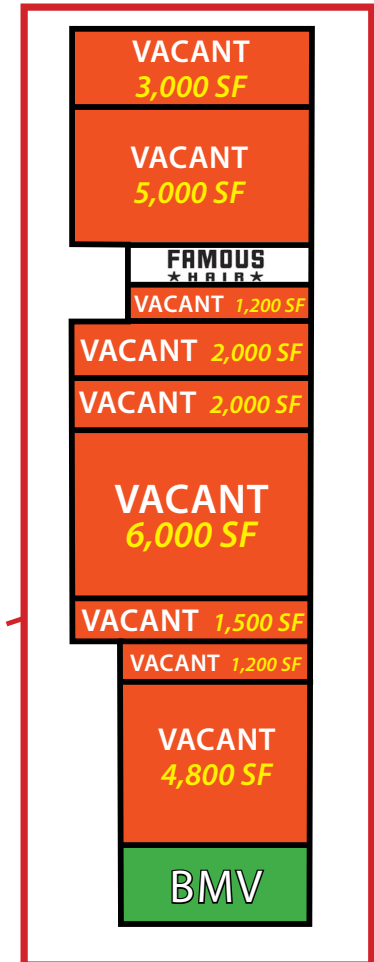 VACANT
3,000 SF
VACANT
5,000 SF
FAMOUS
★ HAIR ★
VACANT 1,200 SF
VACANT 2,000 SF
VACANT 2,000 SF
VACANT
6,000 SF
VACANT 1,500 SF
VACANT 1,200 SF
VACANT
4,800 SF
BMV